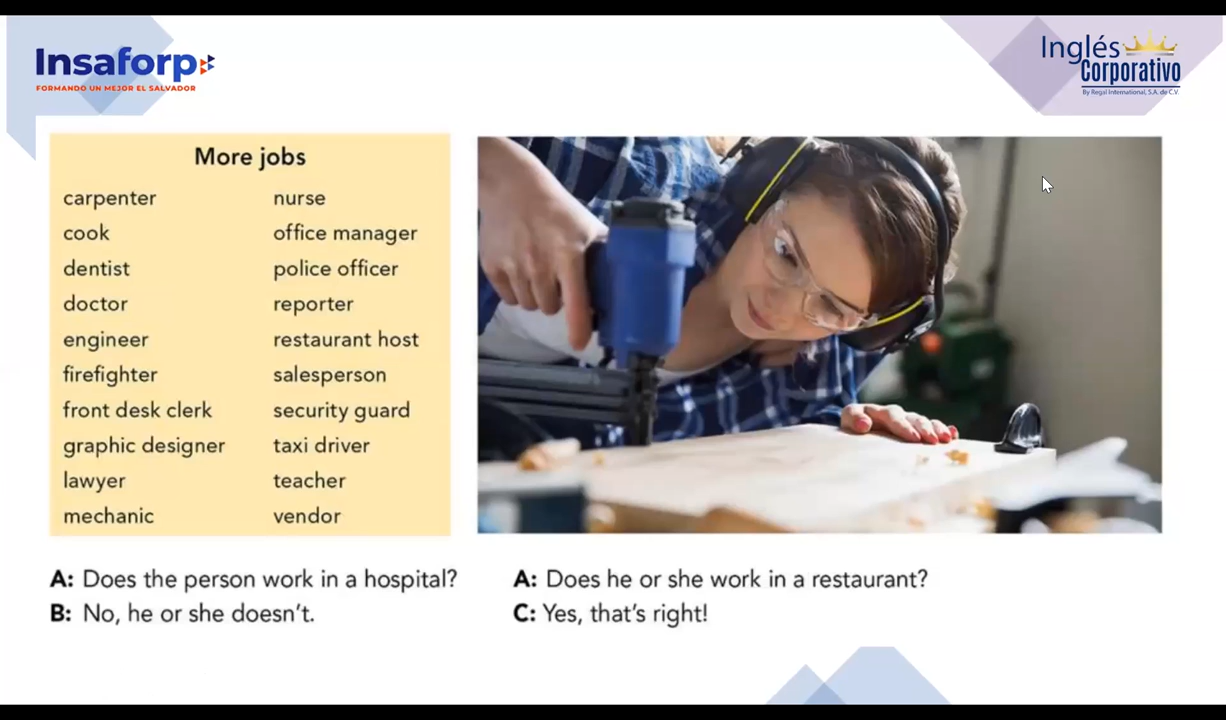 Insaforp
FORMANDO UN MEJOR EL SALVADOR
Inglés
Corporativo
By Regal International, S.A. de C.V.
More jobs
carpenter
cook
dentist
doctor
engineer
firefighter
front desk clerk
graphic designer
lawyer
mechanic
nurse
office manager
police officer
reporter
restaurant host
salesperson
security guard
taxi driver
teacher
vendor
A: Does the person work in a hospital?
B: No, he or she doesn't.
A: Does he or she work in a restaurant?
C: Yes, that's right!